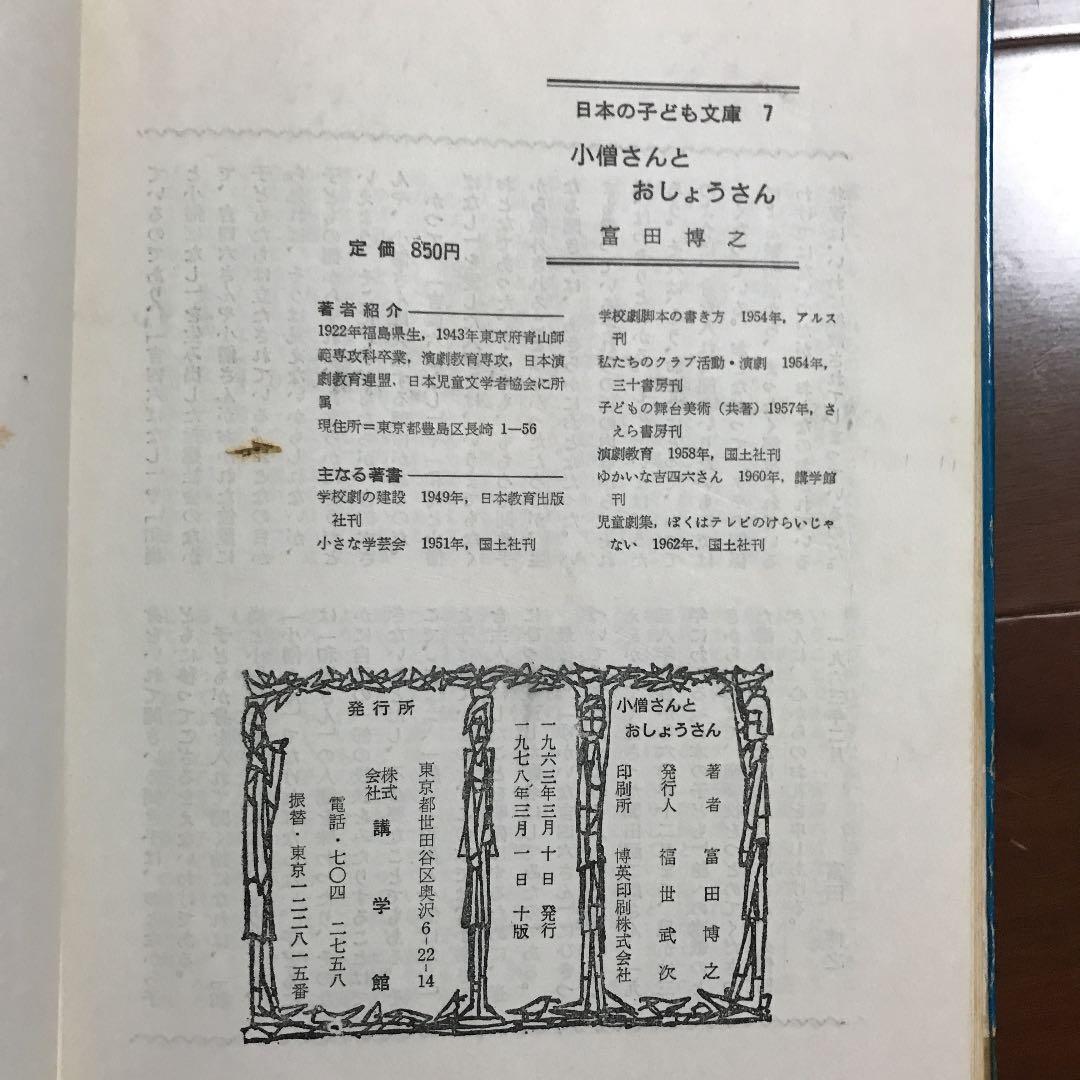 日本の子ども文庫 7
小僧さんと
おしょうさん
富田博之
定価 850円
著者紹介
1922年福島県生，1943年東京府青山師
範専攻科卒業，演劇教育専攻，日本演
劇教育連盟，日本児童文学者協会に所
属
現住所＝東京都豊島区長崎 1—56
主なる著書
学校劇の建設 1949年，日本教育出版
社刊
小さな学芸会 1951年，国土社刊
学校劇脚本の書き方 1954年，アルス
刊
私たちのクラブ活動・演劇 1954年，
三十書房刊
子どもの舞台美術（共著）1957年，さ
えら書房刊
演劇教育 1958年，国土社刊
ゆかいな吉四六さん 1960年，講学館
刊
児童劇集，ぼくはテレビのけらいじゃ
ない 1962年，国土社刊
小僧さんと
おしょうさん
著者 富田博之
発行人 二福世武次
印刷所 博英印刷株式会社
一九六三年三月十日発行
一九七八年三月一日十版
発行所
東京都世田谷区奥沢6-22-14
株式会社 講学館
電話・七〇四 二七五八
振替・東京一二二八一五番